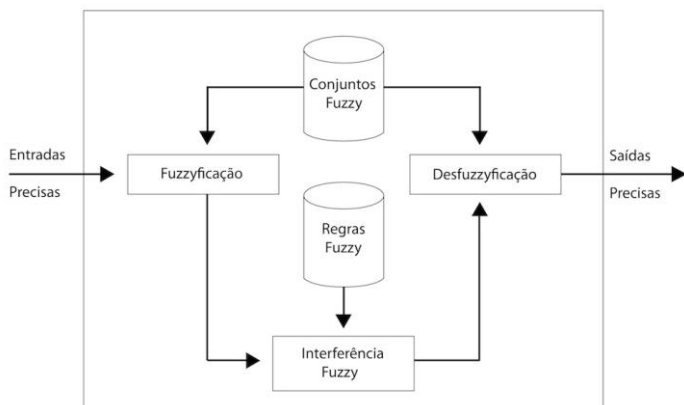 Conjuntos
Fuzzy
Entradas
Precisas
Fuzzyficação
Desfuzzyficação
Saídas
Precisas
Regras
Fuzzy
Interferência
Fuzzy